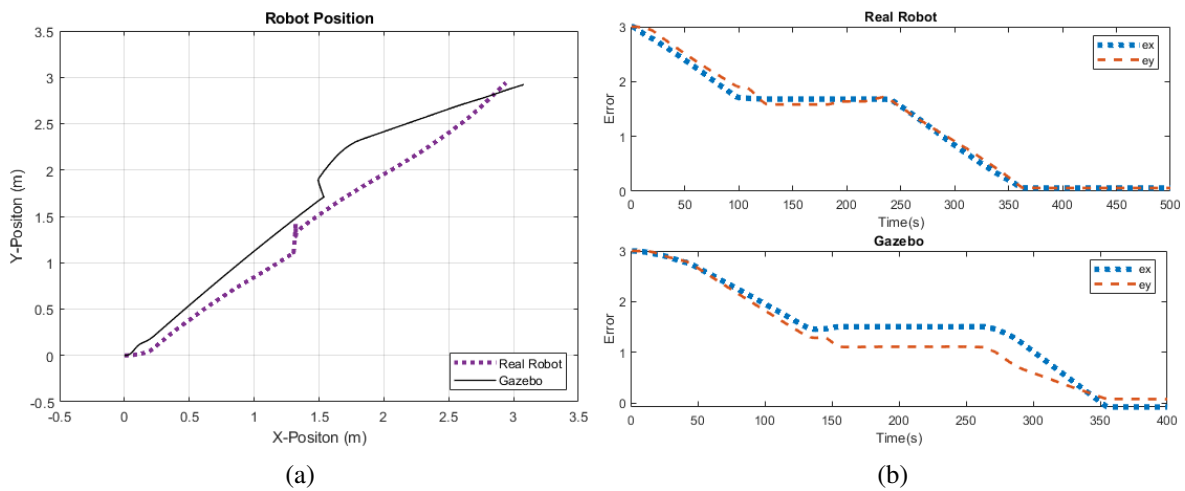 Robot Position
3.5
3
2.5
2
1.5
1
0.5
0
-0.5
Y-Positon (m)
-0.5
0
0.5
1
1.5
2
2.5
3
3.5
X-Positon (m)
Real Robot
Gazebo
(a)
Real Robot
3
2
1
0
Error
0
50
100
150
200
250
300
350
400
450
500
Time(s)
ex
ey
Gazebo
3
2
1
0
Error
0
50
100
150
200
250
300
350
400
Time(s)
ex
ey
(b)